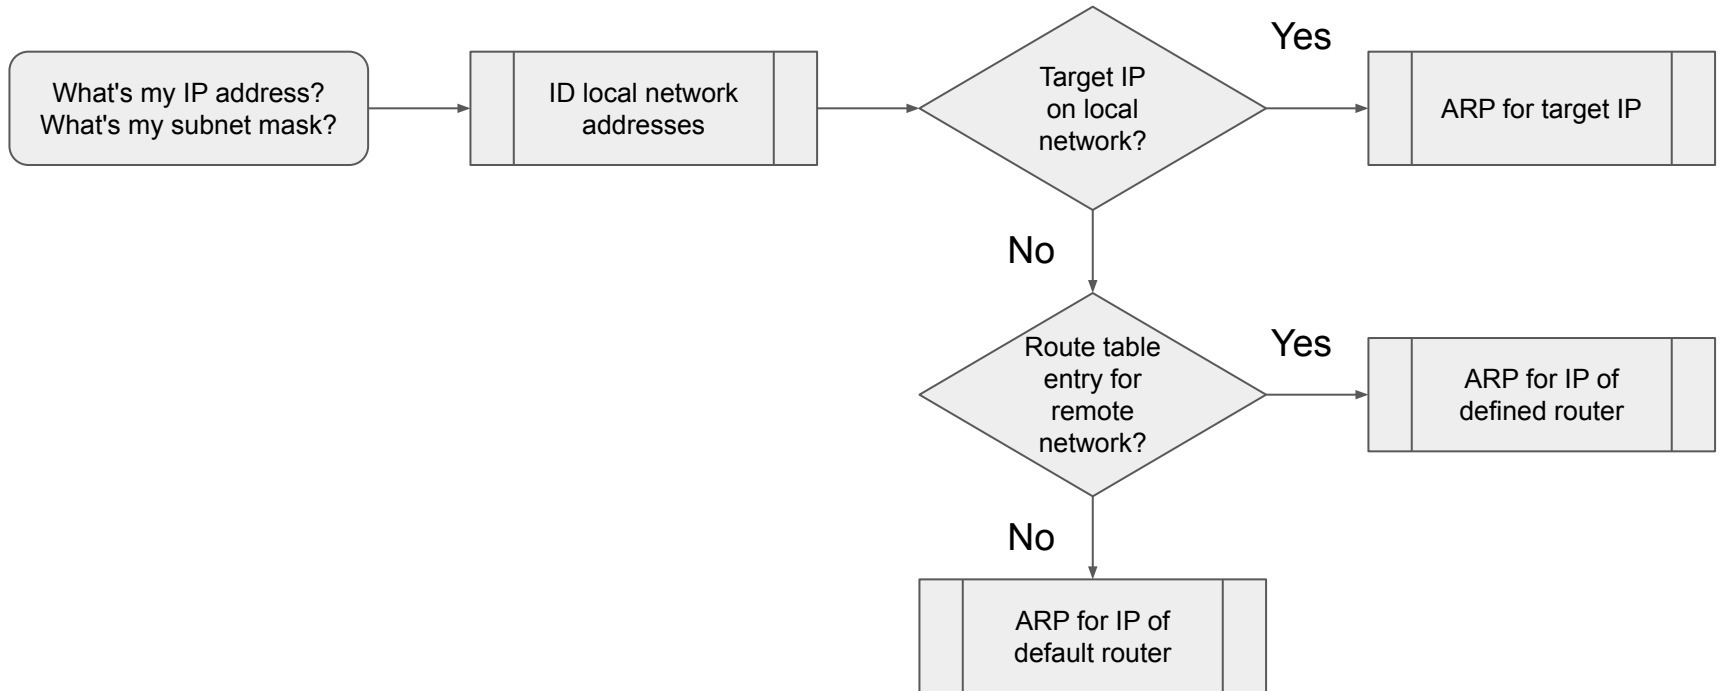 What's my IP address?
What's my subnet mask?
ID local network
addresses
Target IP
on local
network?
Yes
ARP for target IP
No
Route table
entry for
remote
network?
Yes
ARP for IP of
defined router
No
ARP for IP of
default router